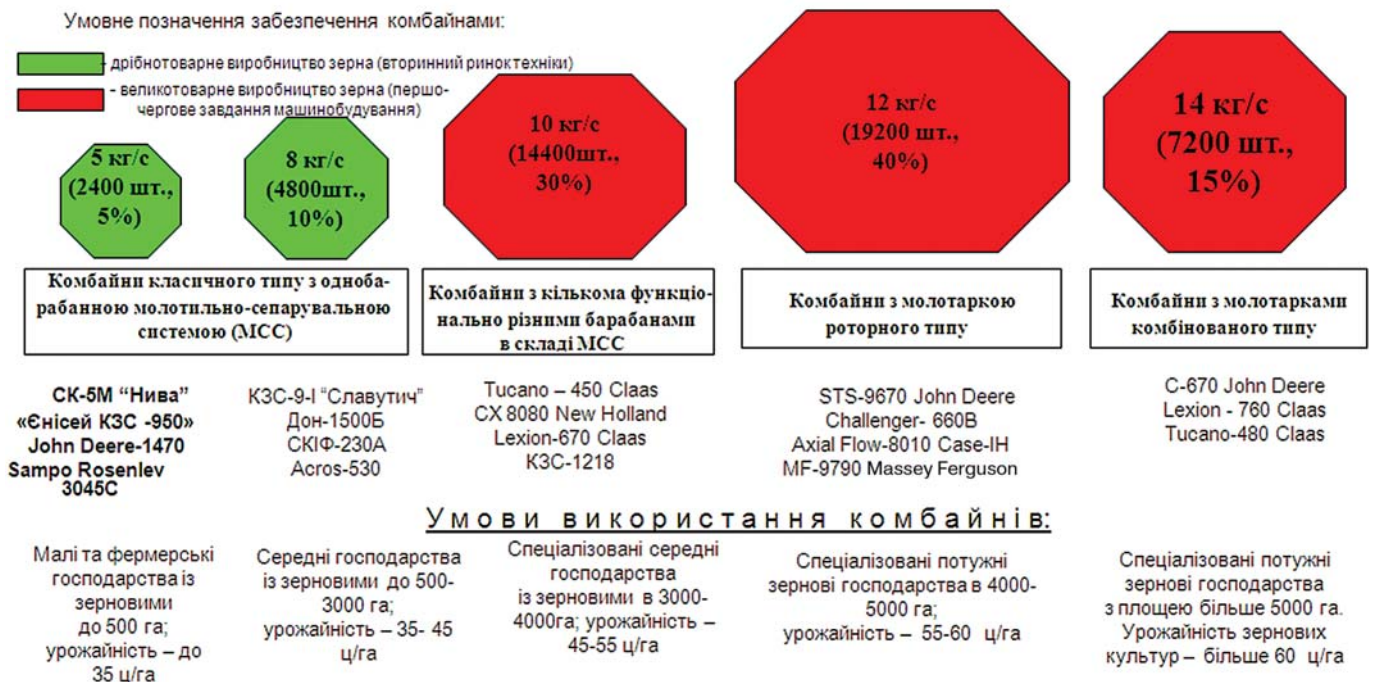 Умовне позначення забезпечення комбайнами:
- дрібнотоварне виробництво зерна (вторинний ринок техніки)
- великотоварне виробництво зерна (першо-
чергове завдання машинобудування)
5 кг/с
(2400 шт.,
5%)
8 кг/с
(4800шт.,
10%)
10 кг/с
(14400шт.,
30%)
12 кг/с
(19200 шт.,
40%)
14 кг/с
(7200 шт.,
15%)
Комбайни класичного типу з одноба-
рабанною молотильно-сепарувальною
системою (МСС)
Комбайни з кількома функціо-
нально різними барабанами
в складі МСС
Комбайни з молотаркою
роторного типу
Комбайни з молотарками
комбінованого типу
СК-5М “Нива”
«Єнісей КЗС -950»
John Deere-1470
Sampo Rosenlev
3045C
КЗС-9-І “Славутич”
Дон-1500Б
СКІФ-230А
Acros-530
Tucano – 450 Claas
CX 8080 New Holland
Lexion-670 Claas
КЗС-1218
STS-9670 John Deere
Challenger- 660B
Axial Flow-8010 Case-IH
MF-9790 Massey Ferguson
C-670 John Deere
Lexion - 760 Claas
Tucano-480 Claas
Умови використання комбайнів:
Малі та фермерські
господарства із
зерновими
до 500 га;
урожайність – до
35 ц/га
Середні господарства
із зерновими до 500-
3000 га;
урожайність – 35- 45
ц/га
Спеціалізовані середні
господарства
із зерновими в 3000-
4000га; урожайність –
45-55 ц/га
Спеціалізовані потужні
зернові господарства в 4000-
5000 га;
урожайність – 55-60 ц/га
Спеціалізовані потужні
зернові господарства
з площею більше 5000 га.
Урожайність зернових
культур – більше 60 ц/га